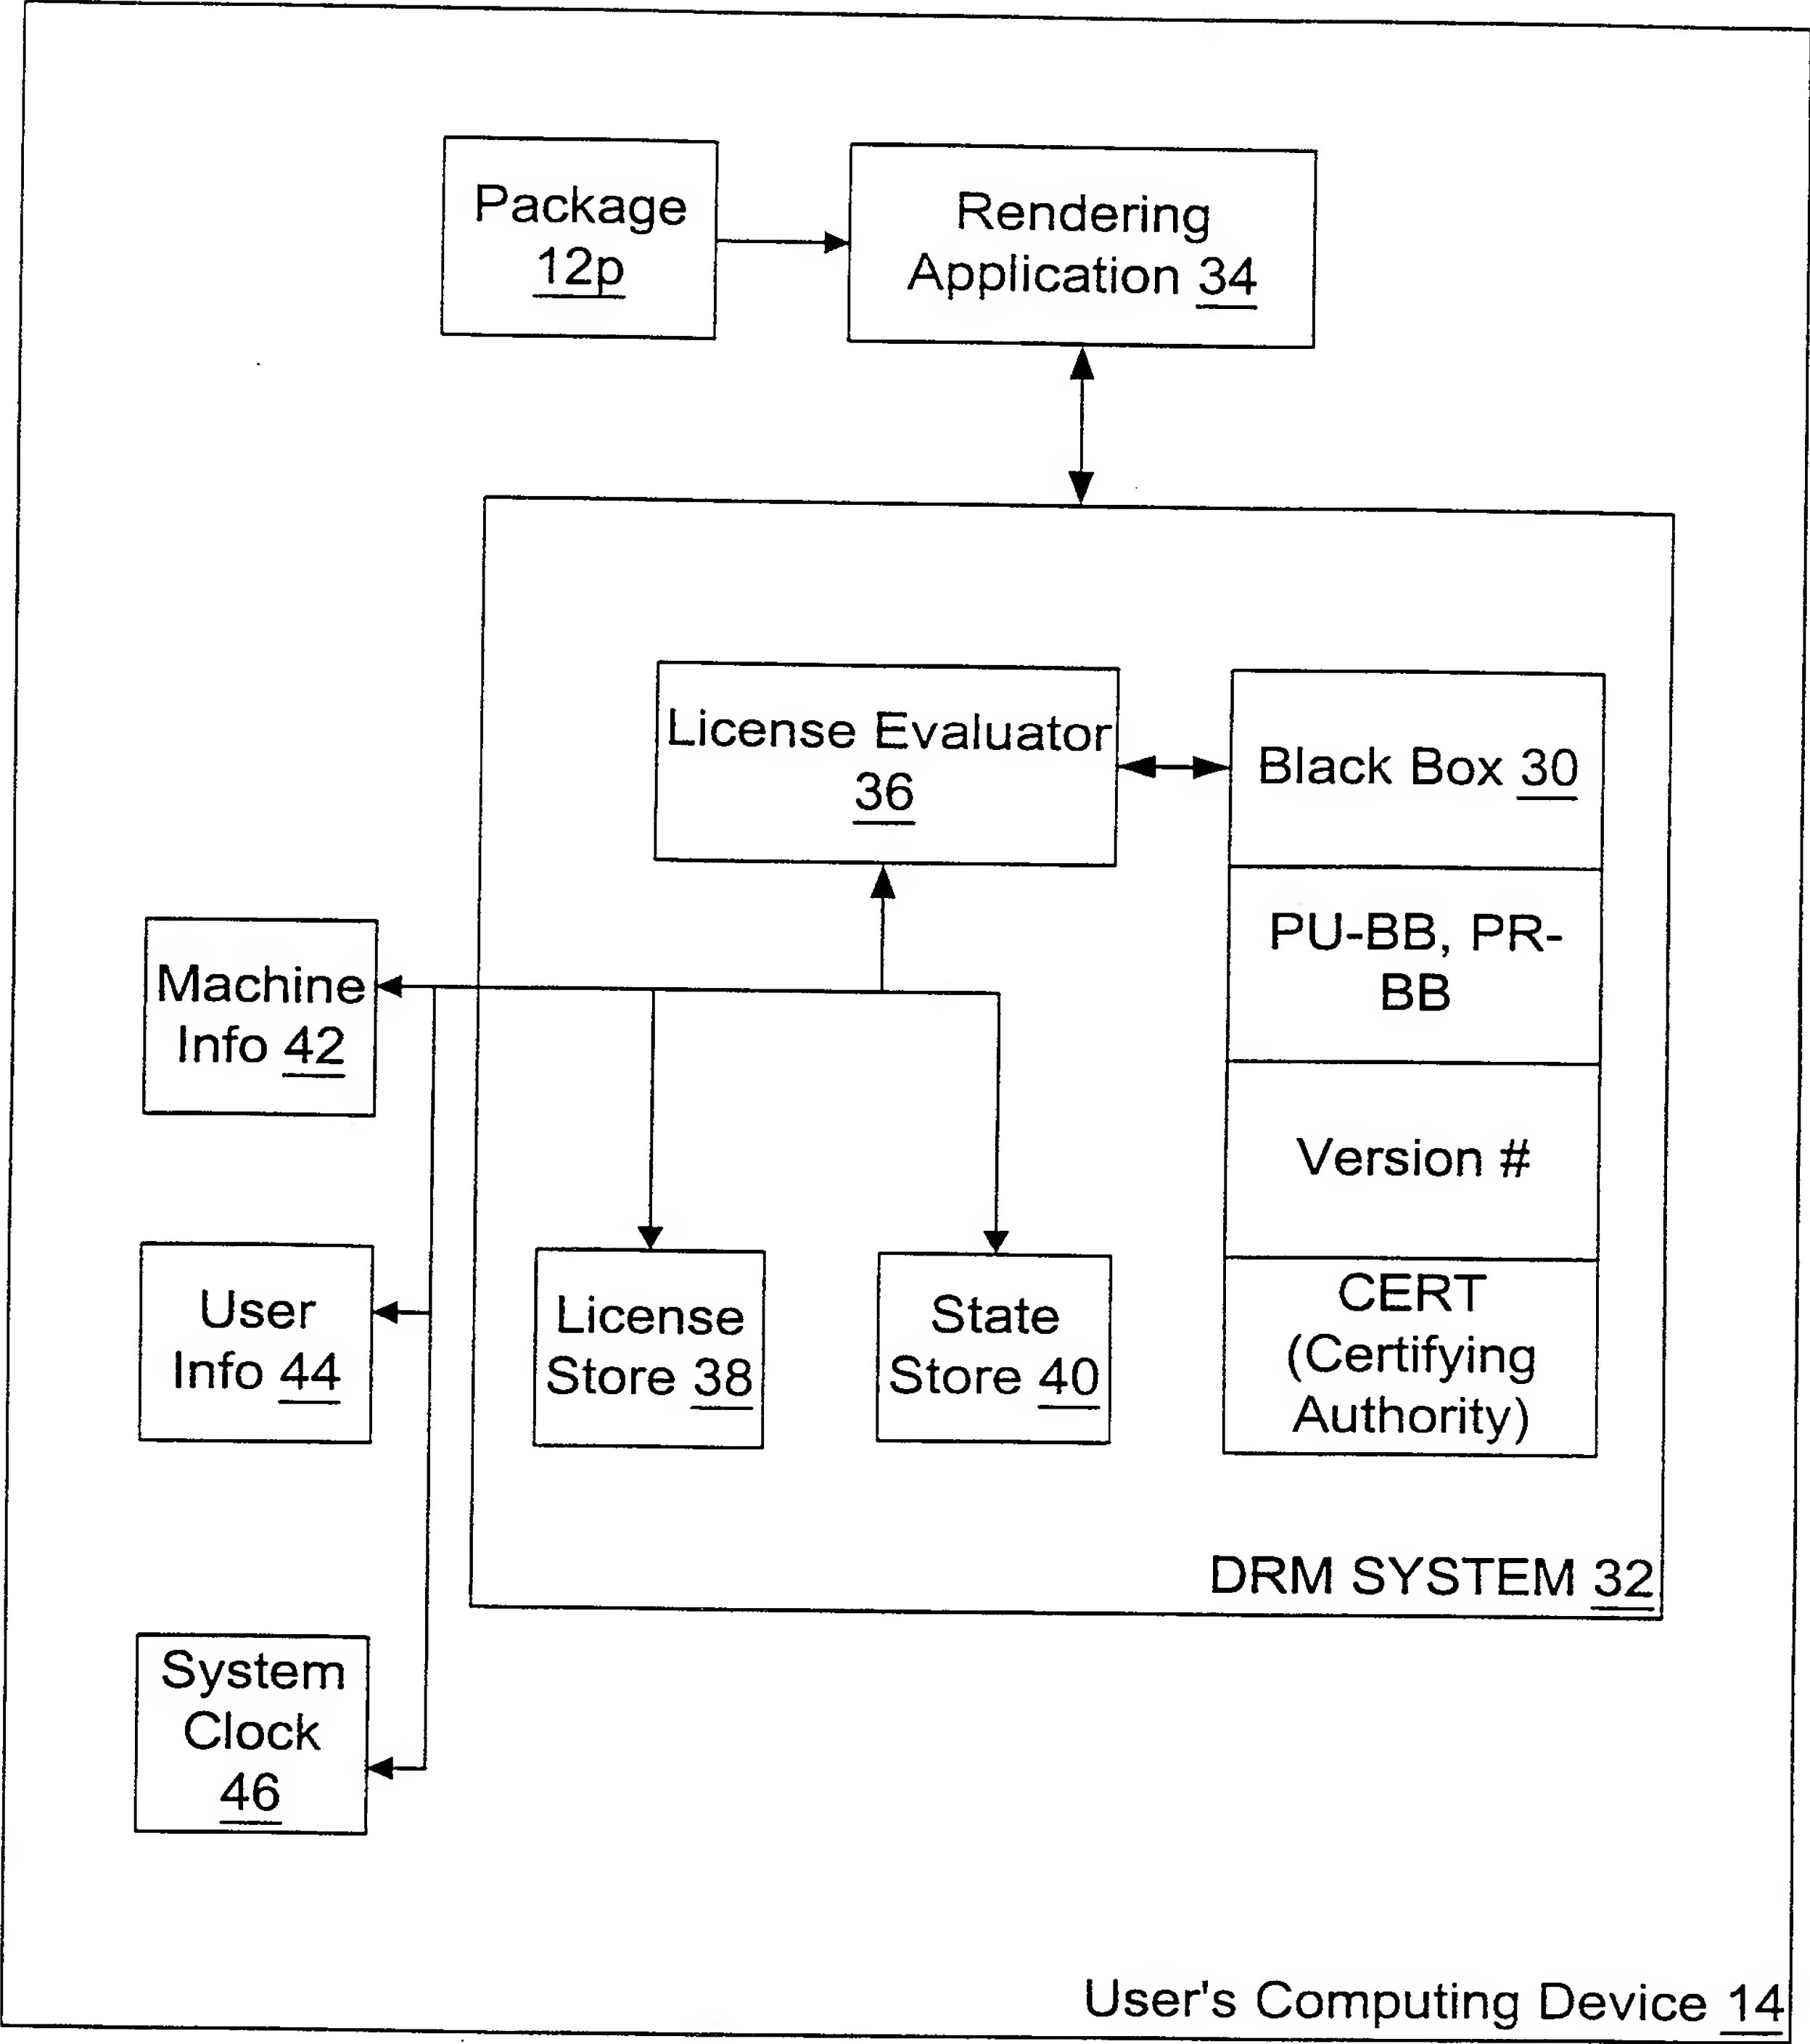 Package
12p
Rendering
Application 34
License Evaluator
36
Black Box 30
PU-BB, PR-
BB
Version #
CERT
(Certifying
Authority)
Machine
Info 42
User
Info 44
System
Clock
46
License
Store 38
State
Store 40
DRM SYSTEM 32
User's Computing Device 14